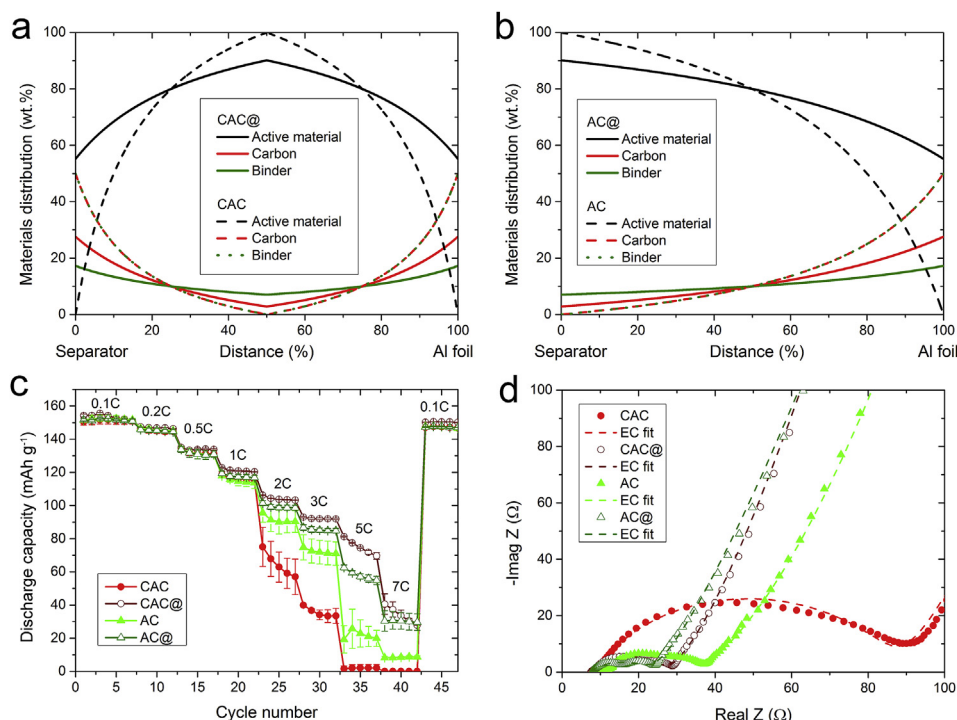 a
Materials distribution (wt.%)
100
80
60
40
20
0
CAC@
Active material
Carbon
Binder
CAC
Active material
Carbon
Binder
0 20 40 60 80 100
Separator Distance (%) Al foil
b
Materials distribution (wt.%)
100
80
60
40
20
0
AC@
Active material
Carbon
Binder
AC
Active material
Carbon
Binder
0 20 40 60 80 100
Separator Distance (%) Al foil
c
Discharge capacity (mAh g⁻¹)
160
140
120
100
80
60
40
20
0
0.1C
0.2C
0.5C
1C
2C
3C
5C
7C
0.1C
CAC
CAC@
AC
AC@
0 5 10 15 20 25 30 35 40 45
Cycle number
d
-Imag Z (Ω)
100
80
60
40
20
0
CAC
EC fit
CAC@
EC fit
AC
EC fit
AC@
EC fit
0 20 40 60 80 100
Real Z (Ω)